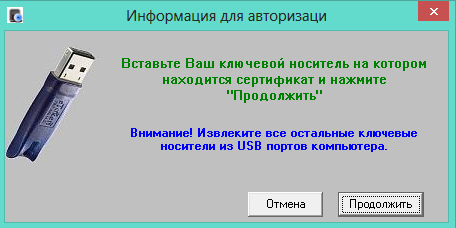 Информация для авторизаци
Вставьте Ваш ключевой носитель на котором
находится сертификат и нажмите
"Продолжить"
Внимание! Извлеките все остальные ключевые
носители из USB портов компьютера.
Отмена
Продолжить